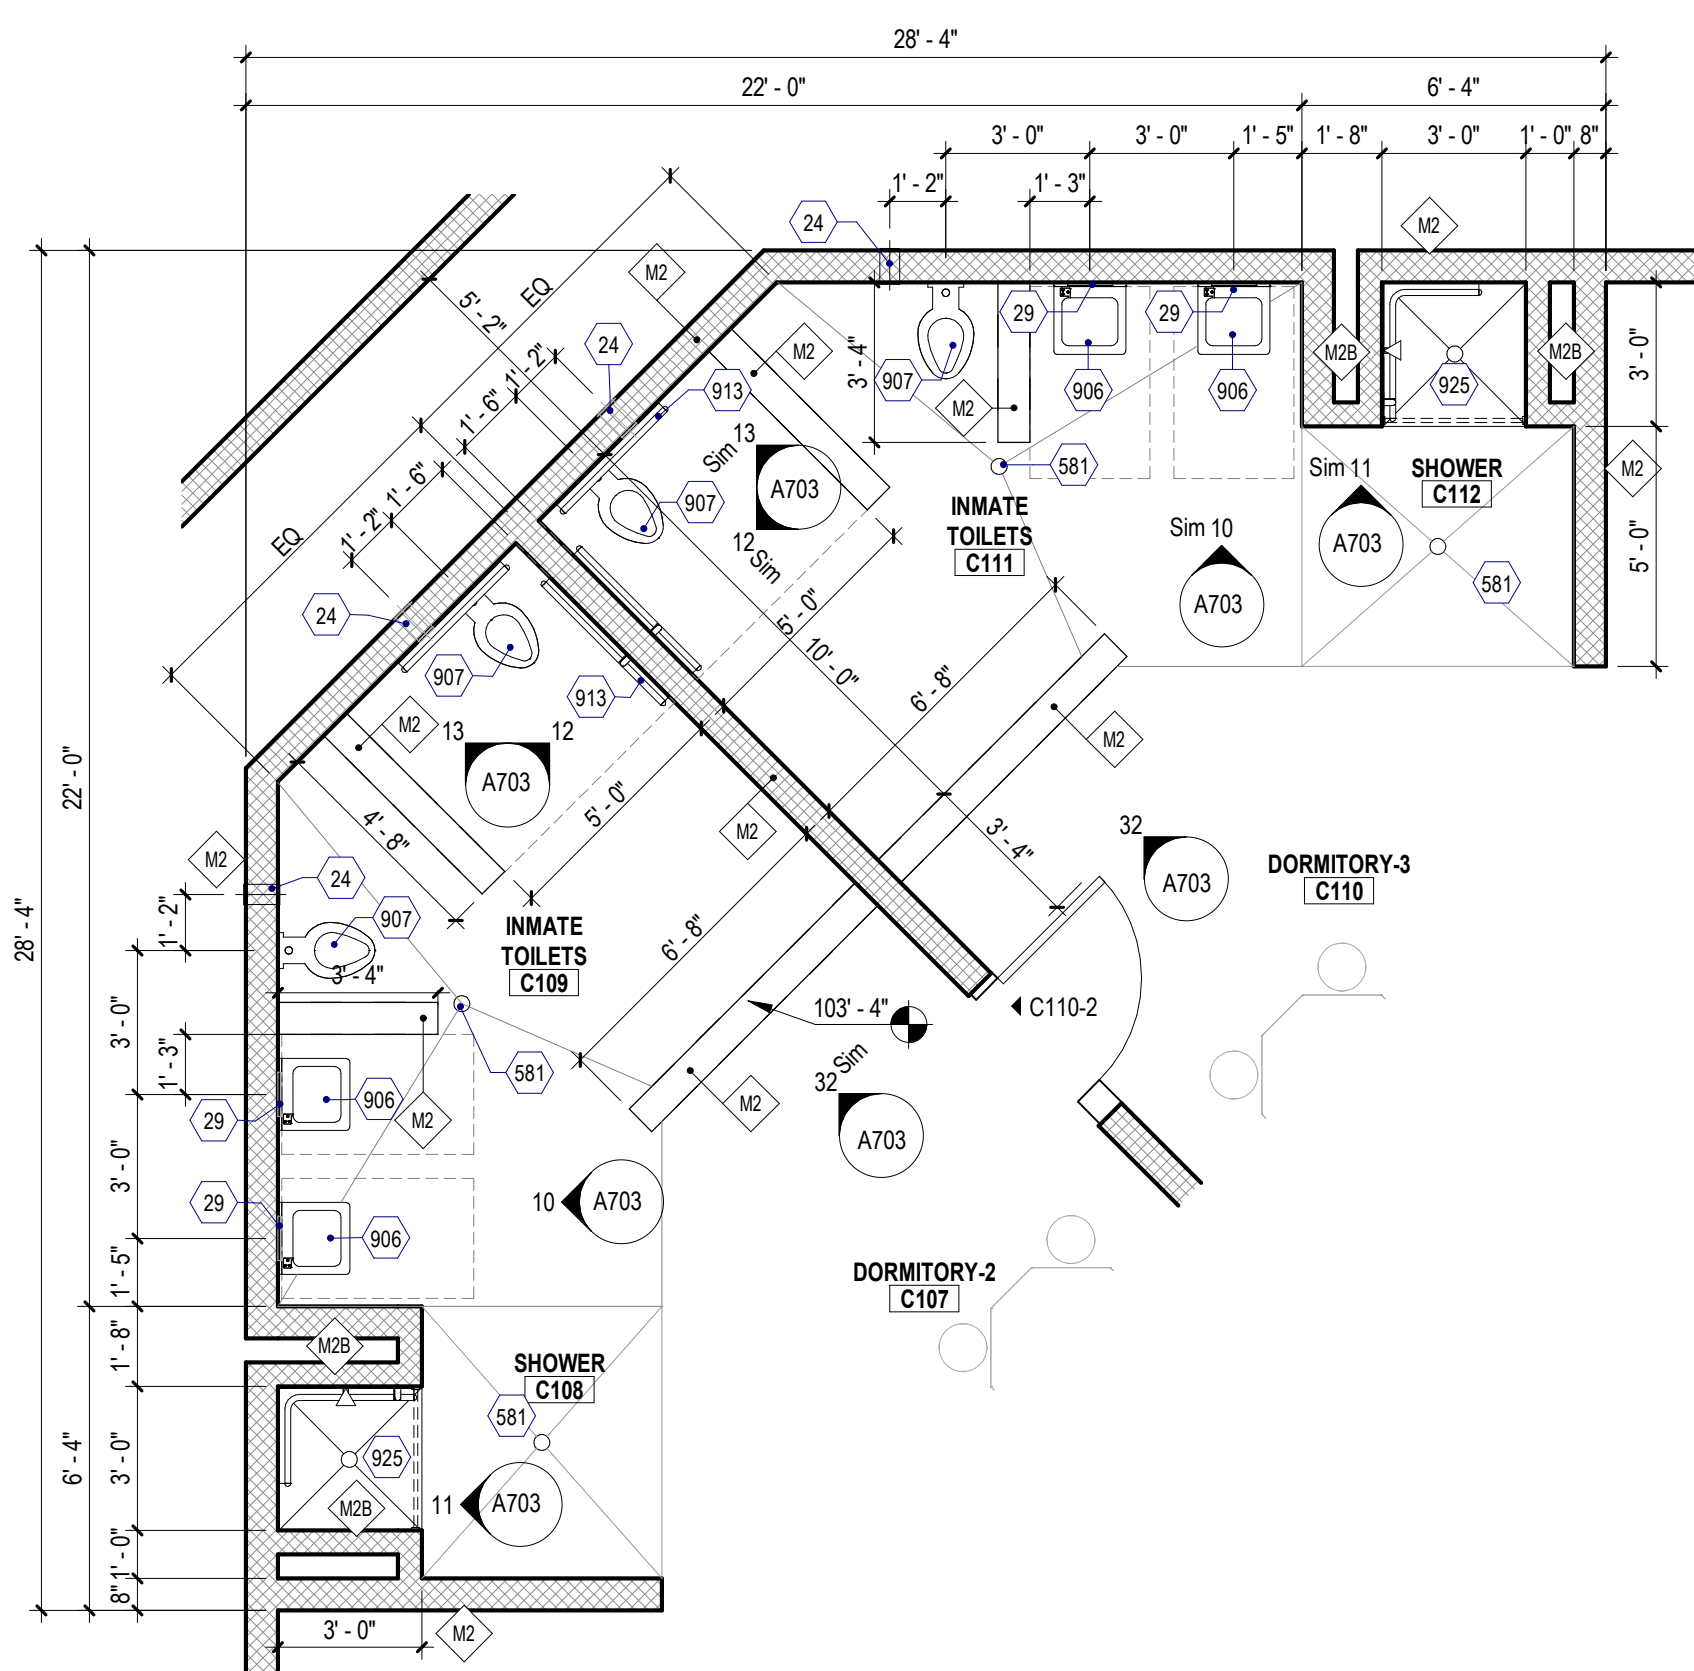 28' - 4"
22' - 0"
6' - 4"
3' - 0"
3' - 0"
1' - 5"
1' - 8"
3' - 0"
1' - 0"
8"
1' - 2"
1' - 3"
24
M2
M2
EQ
5' - 2"
1' - 2"
1' - 6"
24
913
M2
29
29
M2B
M2B
925
3' - 0"
3' - 4"
907
M2
906
906
13
Sim
A703
12
Sim
907
581
INMATE
TOILETS
C111
Sim 11
SHOWER
C112
M2
A703
Sim 10
A703
581
5' - 0"
EQ
1' - 6"
1' - 2"
24
907
913
M2
13
12
A703
5' - 0"
10' - 0"
6' - 8"
M2
4' - 8"
5' - 0"
M2
3' - 4"
32
A703
DORMITORY-3
C110
22' - 0"
28' - 4"
M2
24
1' - 2"
907
INMATE
TOILETS
C109
3' - 4"
6' - 8"
103' - 4"
C110-2
3' - 0"
1' - 3"
581
906
M2
29
M2
32
Sim
A703
3' - 0"
29
906
10
A703
1' - 5"
DORMITORY-2
C107
1' - 8"
M2B
SHOWER
C108
581
6' - 4"
3' - 0"
925
M2B
11
A703
1' - 0"
8"
3' - 0"
M2